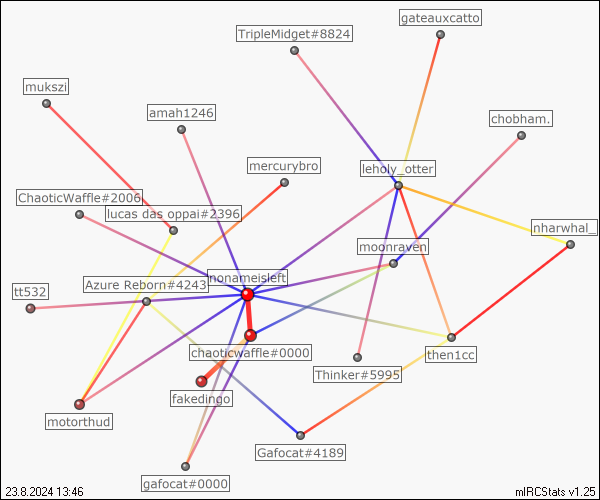 gateauxcatto
TripleMidget#8824
mukszi
amah1246
chobham.
mercurybro
leholy_otter
ChaoticWaffle#2006
lucas das oppai#2396
nharwhal_
moonraven
nonameisleft
Azure Reborn#4243
tt532
chaoticwaffle#0000
then1cc
Thinker#5995
fakedingo
motorthud
Gafocat#4189
gafocat#0000
23.8.2024 13:46
mIRCStats v1.25